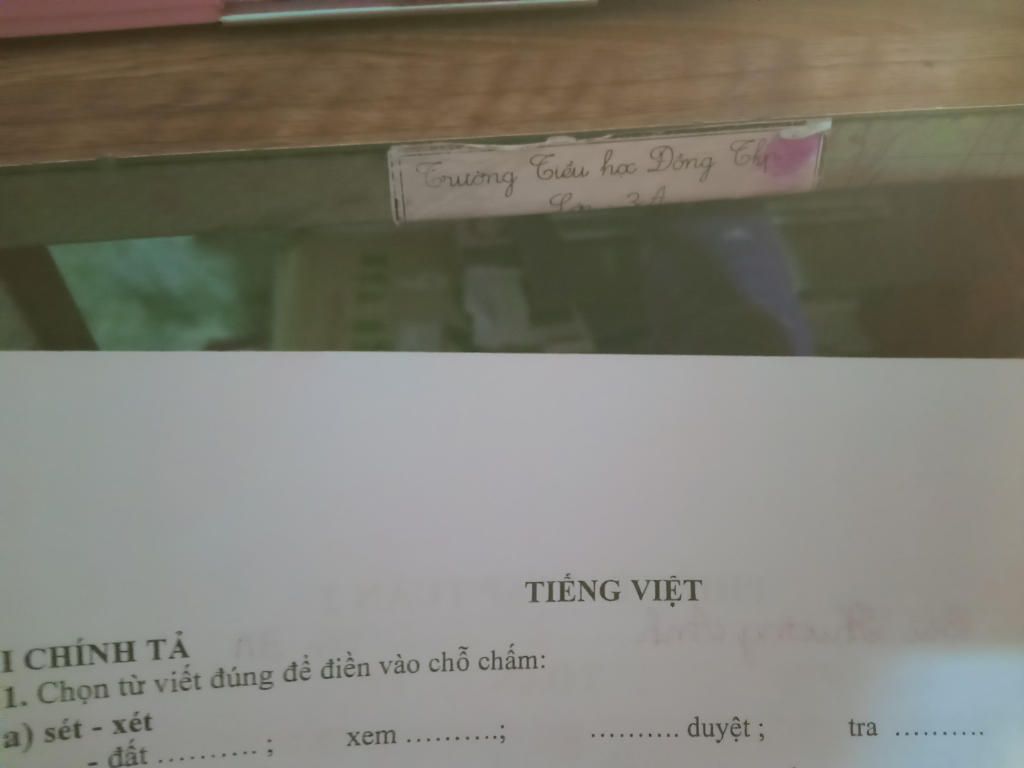 Trường Tiểu học Đông
3A
TIẾNG VIỆT
I CHÍNH TẢ
1. Chọn từ viết đúng để điền vào chỗ chấm:
a) sét - xét
- đất .......... ; xem ..........; .......... duyệt ; tra ..........